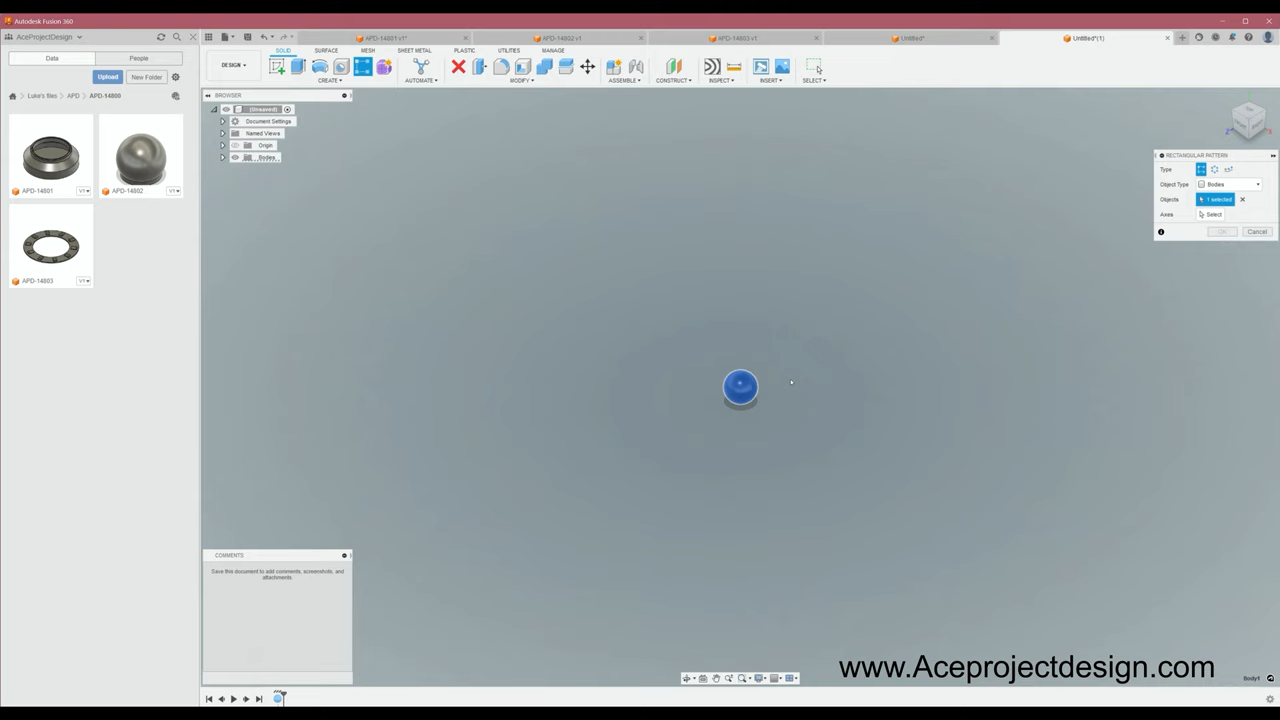 Autodesk Fusion 360
AceProjectDesign
APD-14801 v1*
APD-14802 v1
APD-14803 v1
Untitled*
Untitled*(1)
Data
People
SOLID
SURFACE
MESH
SHEET METAL
PLASTIC
UTILITIES
MANAGE
DESIGN
Upload
New Folder
CREATE
AUTOMATE
MODIFY
ASSEMBLE
CONSTRUCT
INSPECT
INSERT
SELECT
Luke's files
APD
APD-14800
BROWSER
(Unsaved)
Document Settings
Named Views
Origin
Bodies
APD-14801
V1
APD-14802
V1
APD-14803
V1
RECTANGULAR PATTERN
Type
Object Type
Bodies
Objects
1 selected
Axes
Select
OK
Cancel
COMMENTS
Save this document to add comments, screenshots, and
attachments.
www.Aceprojectdesign.com
Body1